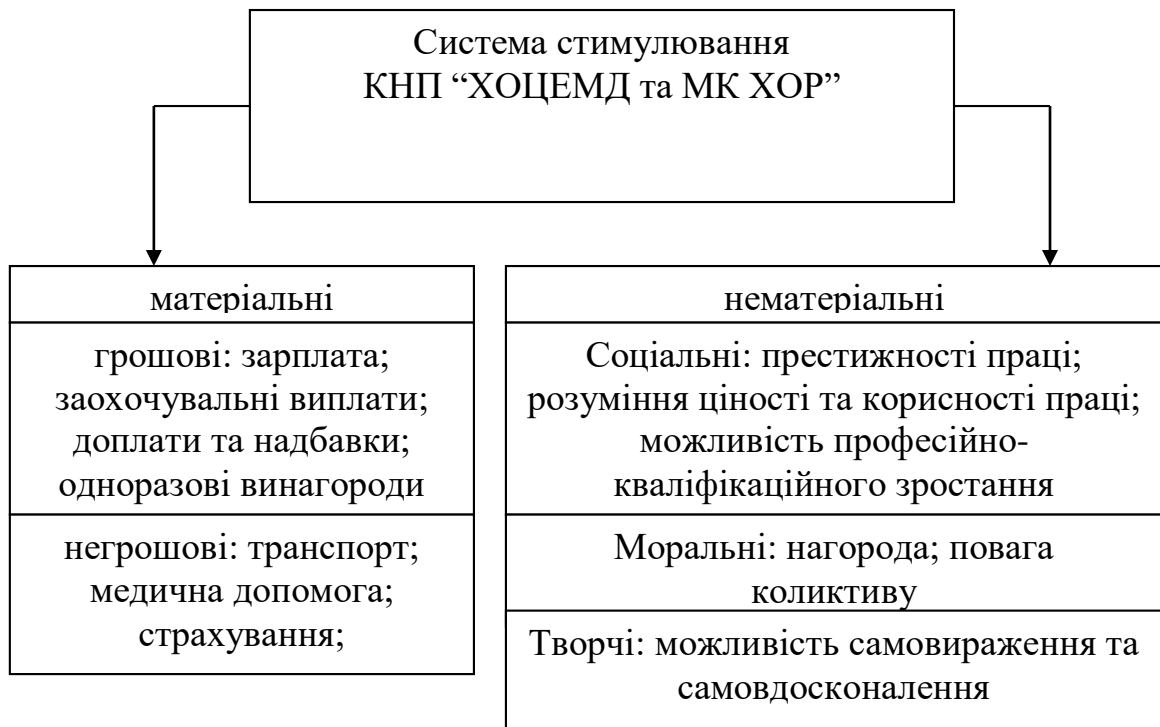 Система стимулювання
КНП “ХОЦЕМД та МК ХОР”
матеріальні
грошові: зарплата;
заохочувальні виплати;
доплати та надбавки;
одноразові винагороди
негрошові: транспорт;
медична допомога;
страхування;
нематеріальні
Соціальні: престижності праці;
розуміння ціності та корисності праці;
можливість професійно-
кваліфікаційного зростання
Моральні: нагорода; повага
коликтиву
Творчі: можливість самовираження та
самовдосконалення